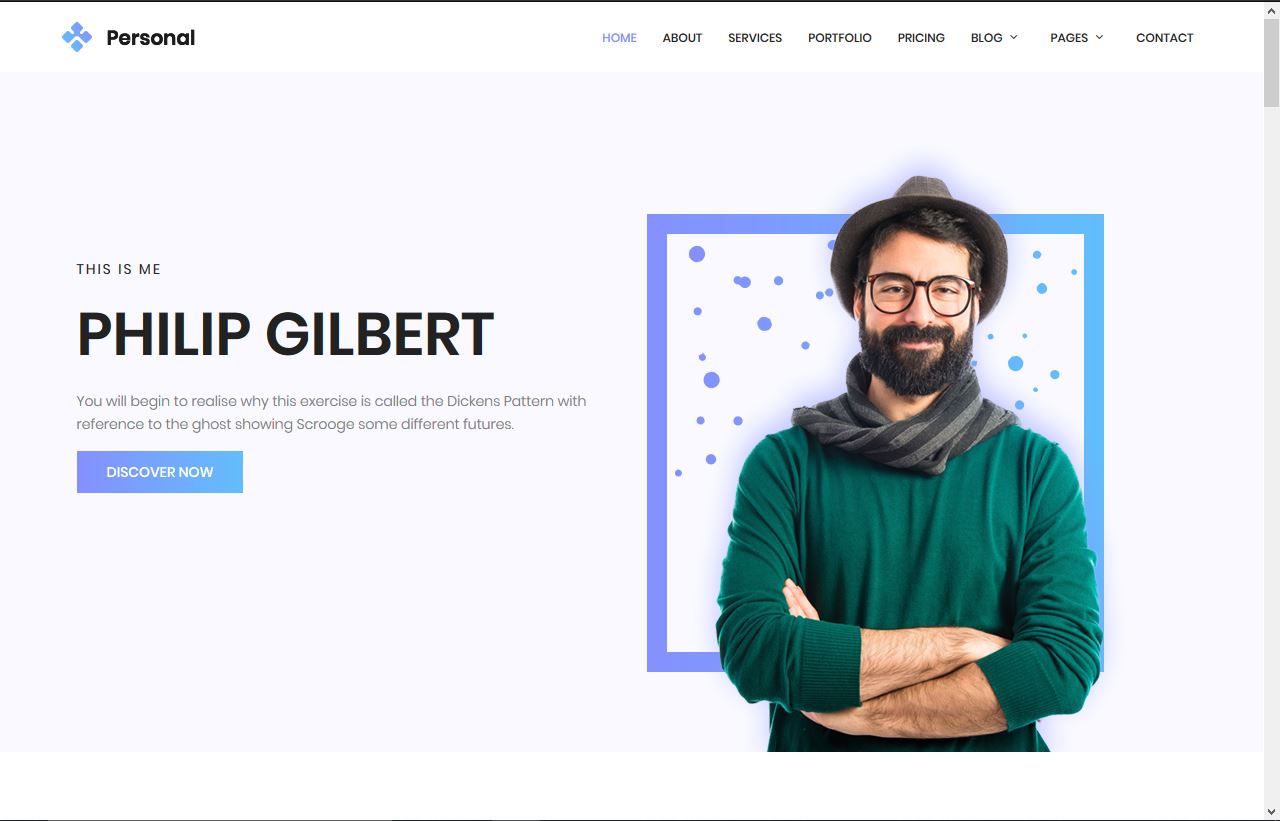 Personal
HOME ABOUT SERVICES PORTFOLIO PRICING BLOG PAGES CONTACT
THIS IS ME
PHILIP GILBERT
You will begin to realise why this exercise is called the Dickens Pattern with
reference to the ghost showing Scrooge some different futures.
DISCOVER NOW